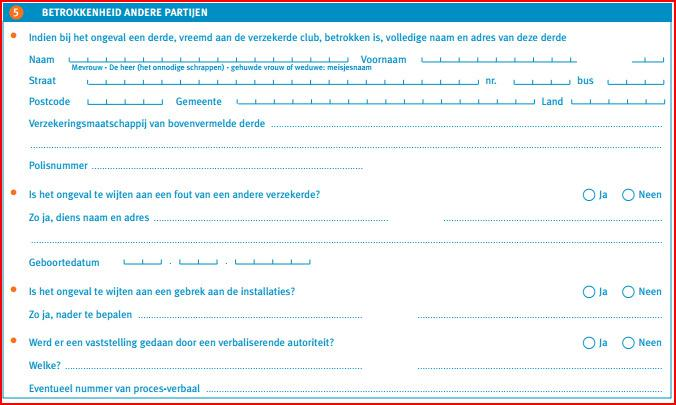 5 BETROKKENHEID ANDERE PARTIJEN
Indien bij het ongeval een derde, vreemd aan de verzekerde club, betrokken is, volledige naam en adres van deze derde
Naam Voornaam
Mevrouw - De heer (het onnodige schrappen) - gehuwde vrouw of weduwe: meisjesnaam
Straat nr. bus
Postcode Gemeente Land
Verzekeringsmaatschappij van bovenvermelde derde
Polisnummer
Is het ongeval te wijten aan een fout van een andere verzekerde? Ja Neen
Zo ja, diens naam en adres
Geboortedatum
Is het ongeval te wijten aan een gebrek aan de installaties? Ja Neen
Zo ja, nader te bepalen
Werd er een vaststelling gedaan door een verbaliserende autoriteit? Ja Neen
Welke?
Eventueel nummer van proces-verbaal